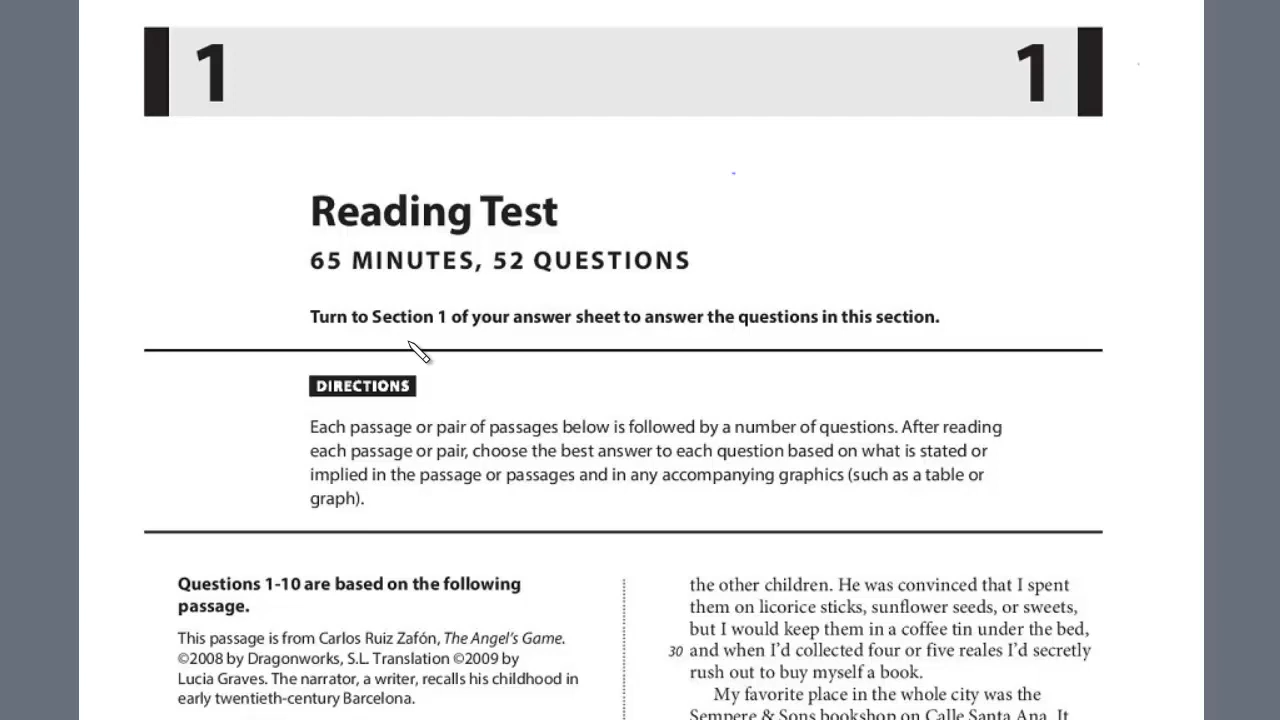 1 1
Reading Test
65 MINUTES, 52 QUESTIONS
Turn to Section 1 of your answer sheet to answer the questions in this section.
DIRECTIONS
Each passage or pair of passages below is followed by a number of questions. After reading
each passage or pair, choose the best answer to each question based on what is stated or
implied in the passage or passages and in any accompanying graphics (such as a table or
graph).
Questions 1-10 are based on the following
passage.
This passage is from Carlos Ruiz Zafón, The Angel's Game.
©2008 by Dragonworks, S.L. Translation ©2009 by
Lucia Graves. The narrator, a writer, recalls his childhood in
early twentieth-century Barcelona.
the other children. He was convinced that I spent
them on licorice sticks, sunflower seeds, or sweets,
but I would keep them in a coffee tin under the bed,
30 and when I'd collected four or five reales I'd secretly
rush out to buy myself a book.
My favorite place in the whole city was the
Sempere & Sons bookshop on Calle Santa Ana. It